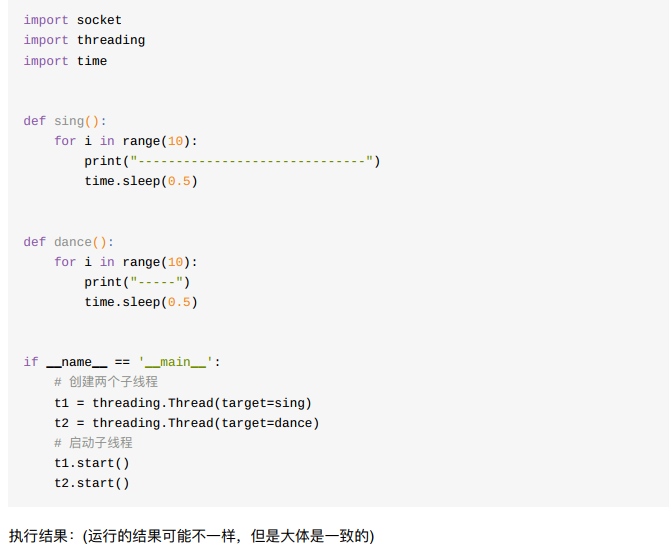 import socket
import threading
import time
def sing():
    for i in range(10):
        print("------------------------------")
        time.sleep(0.5)
def dance():
    for i in range(10):
        print("-----")
        time.sleep(0.5)
if __name__ == '__main__':
    # 创建两个子线程
    t1 = threading.Thread(target=sing)
    t2 = threading.Thread(target=dance)
    # 启动子线程
    t1.start()
    t2.start()
执行结果：(运行的结果可能不一样，但是大体是一致的)